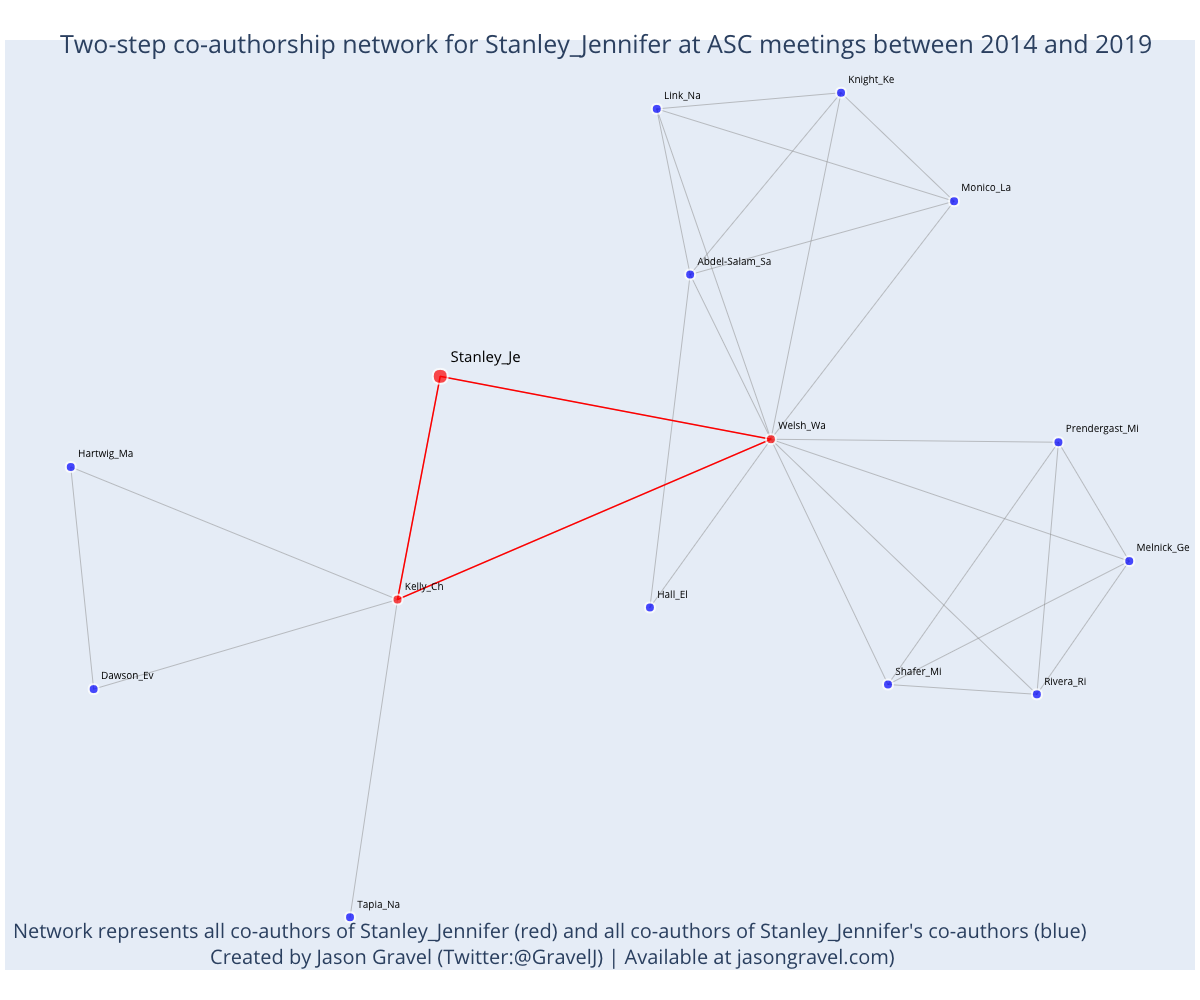 Two-step co-authorship network for Stanley_Jennifer at ASC meetings between 2014 and 2019
Knight_Ke
Link_Na
Monico_La
Abdel-Salam_Sa
Stanley_Je
Welsh_Wa
Prendergast_Mi
Hartwig_Ma
Melnick_Ge
Kelly_Ch
Hall_El
Shafer_Mi
Dawson_Ev
Rivera_Ri
Tapia_Na
Network represents all co-authors of Stanley_Jennifer (red) and all co-authors of Stanley_Jennifer's co-authors (blue)
Created by Jason Gravel (Twitter:@GravelJ) | Available at jasongravel.com)